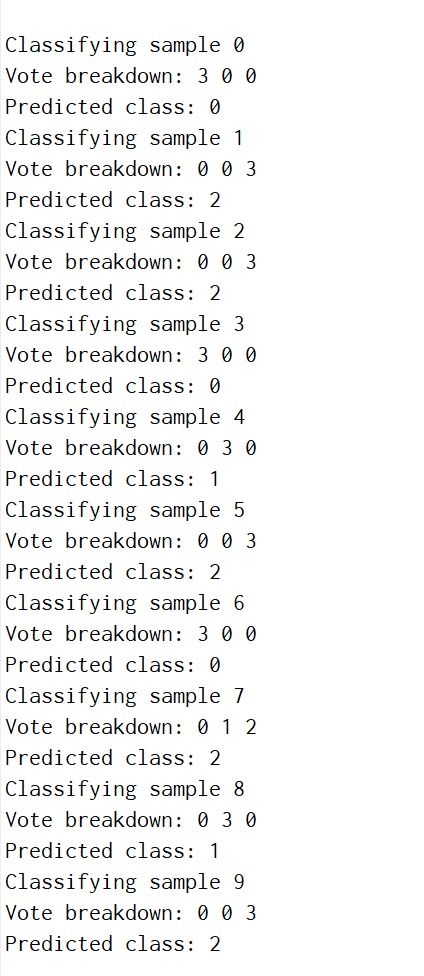 Classifying sample 0
Vote breakdown: 3 0 0
Predicted class: 0
Classifying sample 1
Vote breakdown: 0 0 3
Predicted class: 2
Classifying sample 2
Vote breakdown: 0 0 3
Predicted class: 2
Classifying sample 3
Vote breakdown: 3 0 0
Predicted class: 0
Classifying sample 4
Vote breakdown: 0 3 0
Predicted class: 1
Classifying sample 5
Vote breakdown: 0 0 3
Predicted class: 2
Classifying sample 6
Vote breakdown: 3 0 0
Predicted class: 0
Classifying sample 7
Vote breakdown: 0 1 2
Predicted class: 2
Classifying sample 8
Vote breakdown: 0 3 0
Predicted class: 1
Classifying sample 9
Vote breakdown: 0 0 3
Predicted class: 2